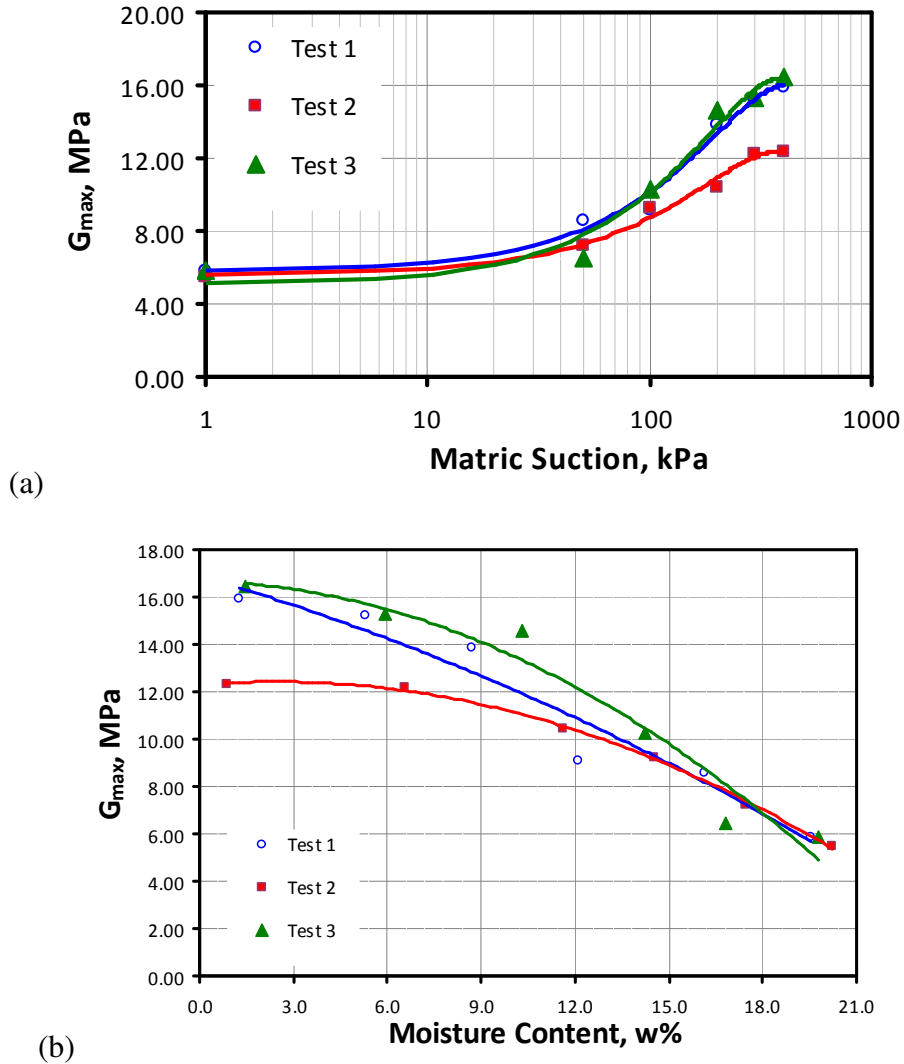 20.00
16.00
12.00
8.00
4.00
0.00
Gmax, MPa
Test 1
Test 2
Test 3
1 10 100 1000
Matric Suction, kPa
(a)
18.00
16.00
14.00
12.00
10.00
8.00
6.00
4.00
2.00
0.00
Gmax, MPa
Test 1
Test 2
Test 3
0.0 3.0 6.0 9.0 12.0 15.0 18.0 21.0
Moisture Content, w%
(b)